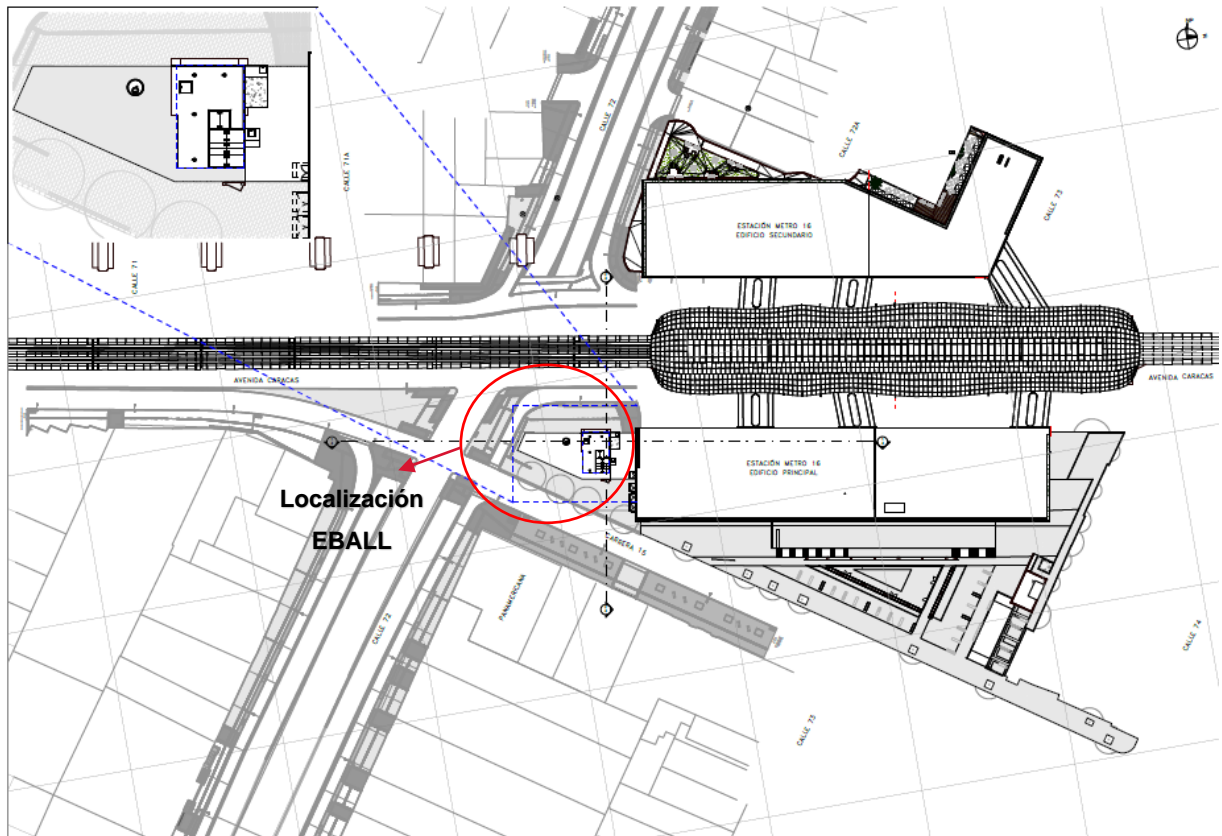 CALLE 72
CALLE 72A
CALLE 71A
CALLE 73
ESTACIÓN METRO 16
EDIFICIO SECUNDARIO
CALLE 71
AVENIDA CARACAS
AVENIDA CARACAS
ESTACIÓN METRO 16
EDIFICIO PRINCIPAL
Localización
EBALL
CARRERA 15
PANAMERICANA
CALLE 72
CALLE 74
CALLE 73